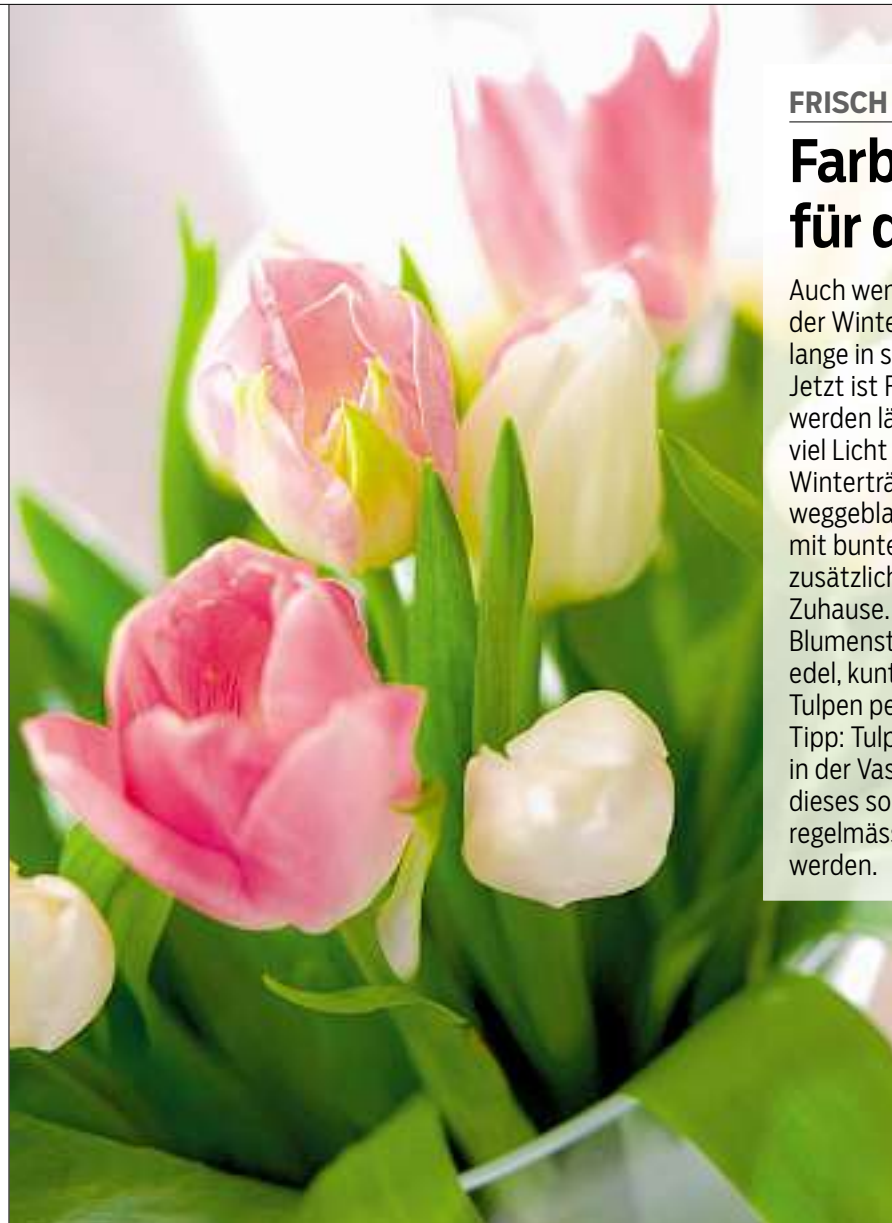 FRISCH
Farb
für d
Auch wen
der Winte
lange in s
Jetzt ist F
werden lä
viel Licht
Winterträ
weggebla
mit bunte
zusätzlich
Zuhause.
Blumenst
edel, kunt
Tulpen pe
Tipp: Tulp
in der Vas
dieses so
regelmäss
werden.